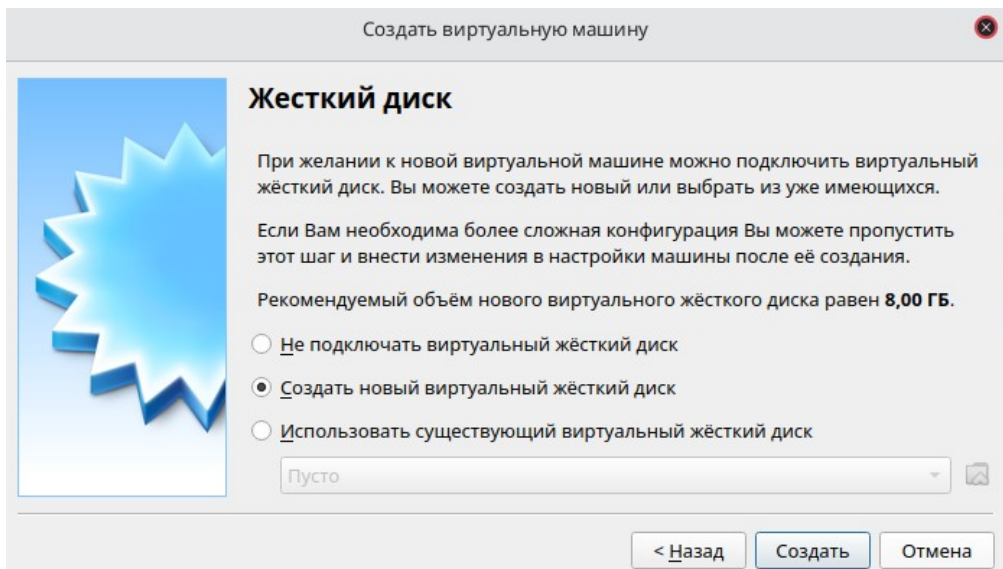 Создать виртуальную машину
Жесткий диск
При желании к новой виртуальной машине можно подключить виртуальный
жёсткий диск. Вы можете создать новый или выбрать из уже имеющихся.
Если Вам необходима более сложная конфигурация Вы можете пропустить
этот шаг и внести изменения в настройки машины после её создания.
Рекомендуемый объём нового виртуального жёсткого диска равен 8,00 ГБ.
Не подключать виртуальный жёсткий диск
Создать новый виртуальный жёсткий диск
Использовать существующий виртуальный жёсткий диск
Пусто
< Назад Создать Отмена